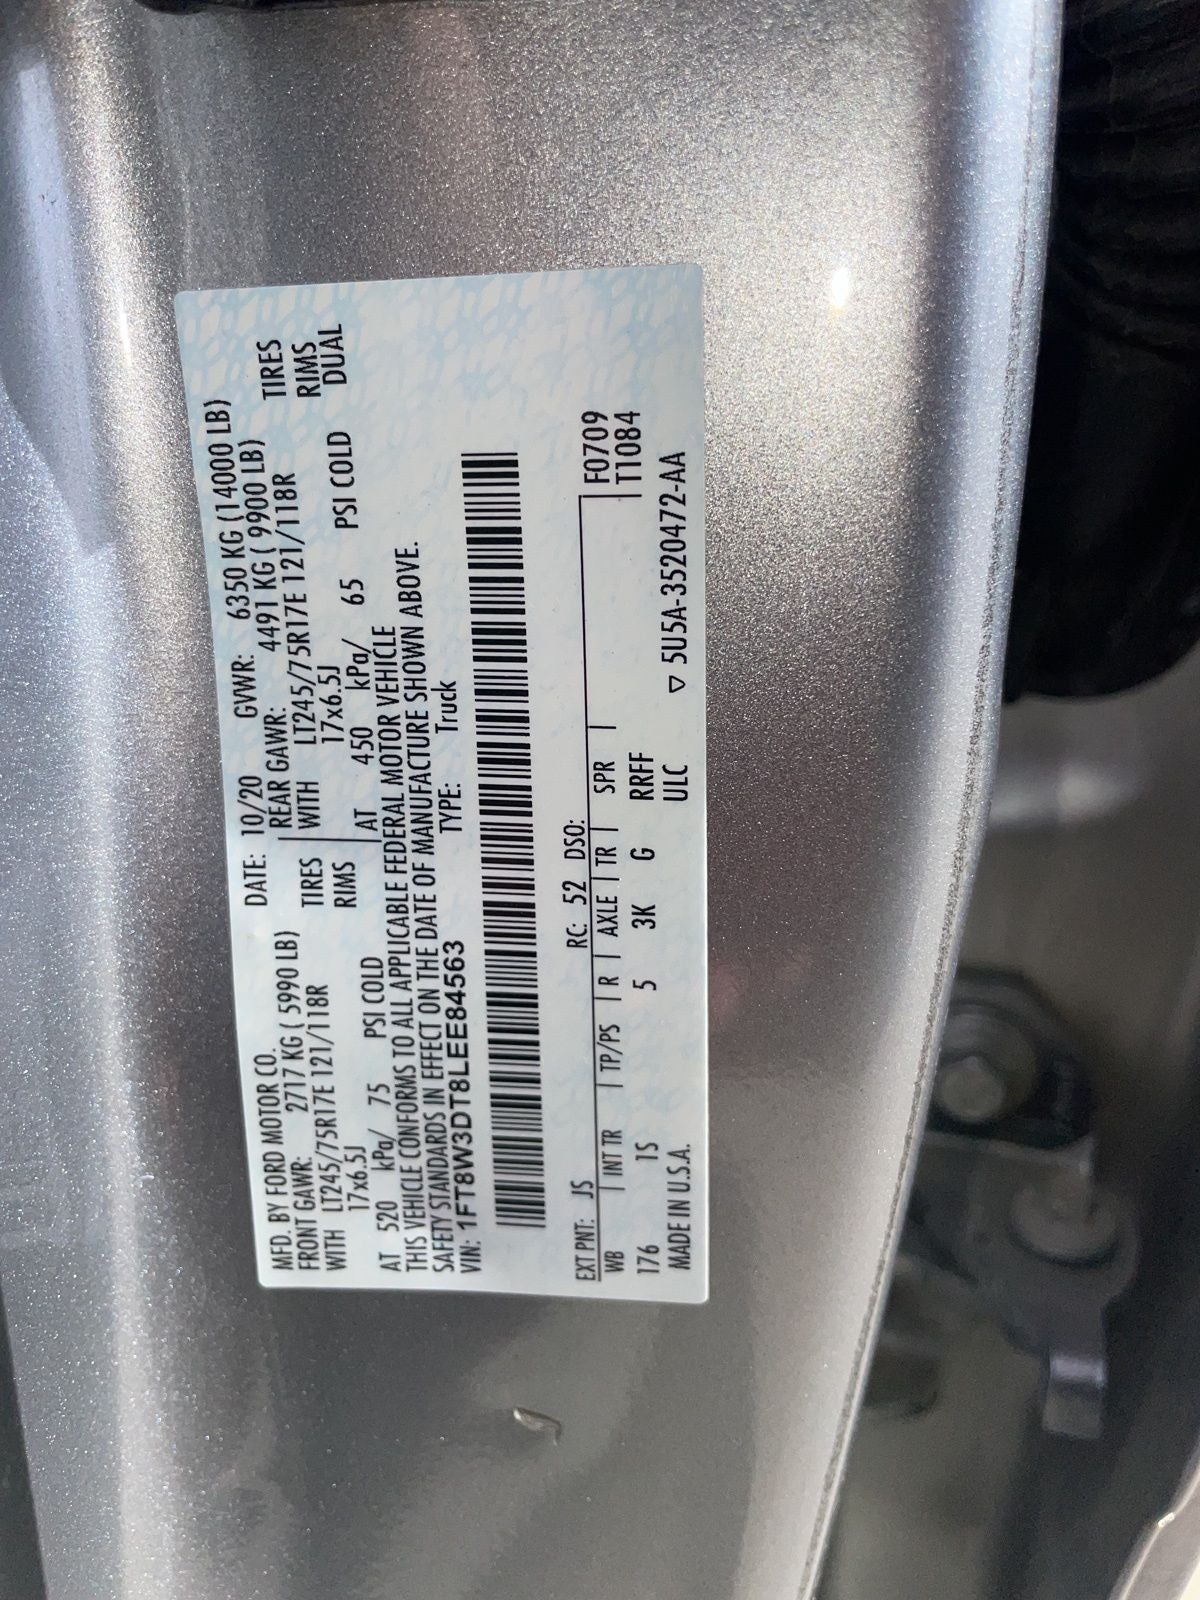 MFD. BY FORD MOTOR CO. DATE: 10/20 GVWR: 6350 KG (14000 LB)
FRONT GAWR: 2717 KG ( 5990 LB) REAR GAWR: 4491 KG ( 9900 LB)
WITH LT245/75R17E 121/118R TIRES WITH LT245/75R17E 121/118R TIRES
17x6.5J RIMS 17x6.5J RIMS
AT 520 kPa/ 75 PSI COLD AT 450 kPa/ 65 PSI COLD DUAL
THIS VEHICLE CONFORMS TO ALL APPLICABLE FEDERAL MOTOR VEHICLE
SAFETY STANDARDS IN EFFECT ON THE DATE OF MANUFACTURE SHOWN ABOVE.
VIN: 1FT8W3DT8LEE84563 TYPE: Truck
EXT PNT: JS RC: 52 DSO:
WB | INT TR | TP/PS | R | AXLE | TR | SPR | F0709
176 1S 5 3K G RRFF T1084
MADE IN U.S.A. ULC ▽ 5U5A-3520472-AA